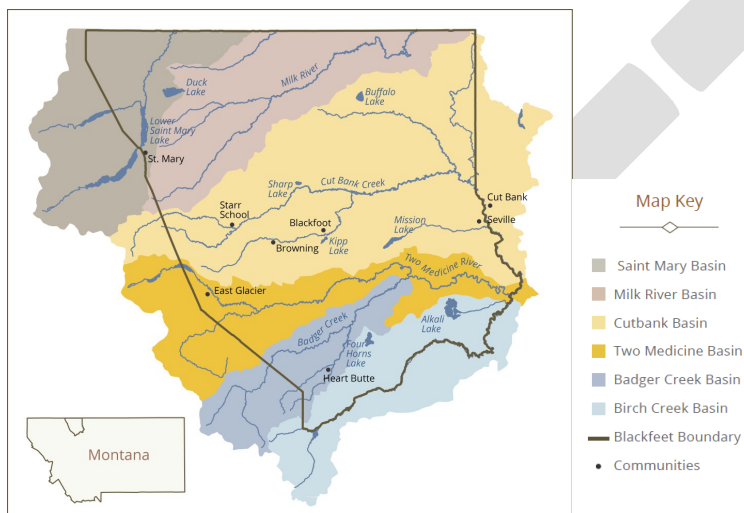 Duck
Lake
Milk River
Buffalo
Lake
Lower
Saint Mary
Lake
St. Mary
Sharp
Lake
Cut Bank Creek
Cut Bank
Seville
Starr
School
Blackfoot
Mission
Lake
Browning
Kipp
Lake
Two Medicine River
East Glacier
Badger Creek
Alkali
Lake
Four
Horns
Lake
Heart Butte
Montana
Map Key
Saint Mary Basin
Milk River Basin
Cutbank Basin
Two Medicine Basin
Badger Creek Basin
Birch Creek Basin
Blackfeet Boundary
Communities